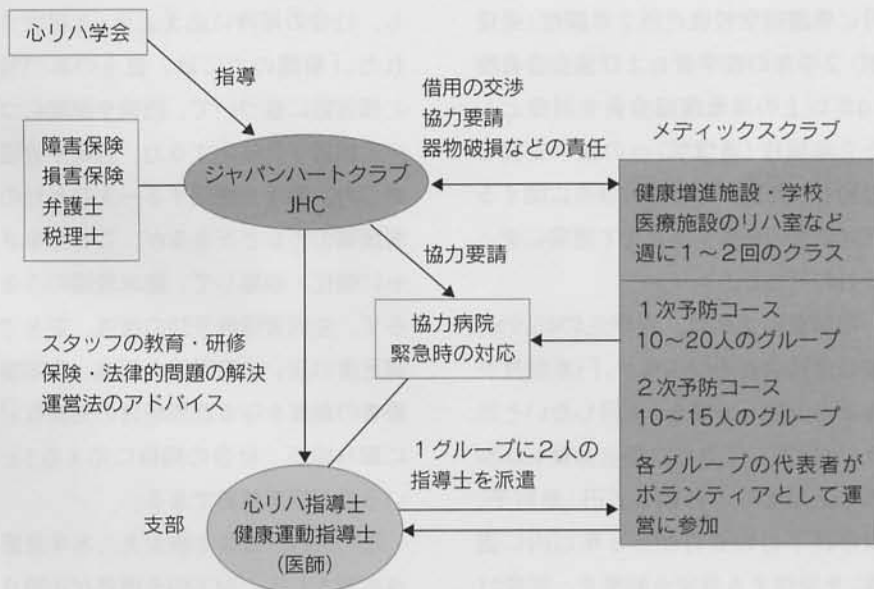 心リハ学会
指導
障害保険
損害保険
弁護士
税理士
ジャパンハートクラブ
JHC
借用の交渉
協力要請
器物破損などの責任
メディックスクラブ
健康増進施設・学校
医療施設のリハ室など
週に1～2回のクラス
1次予防コース
10～20人のグループ
2次予防コース
10～15人のグループ
各グループの代表者が
ボランティアとして運
営に参加
協力要請
協力病院
緊急時の対応
スタッフの教育・研修
保険・法律的問題の解決
運営法のアドバイス
1グループに2人の
指導士を派遣
支部
心リハ指導士
健康運動指導士
(医師)